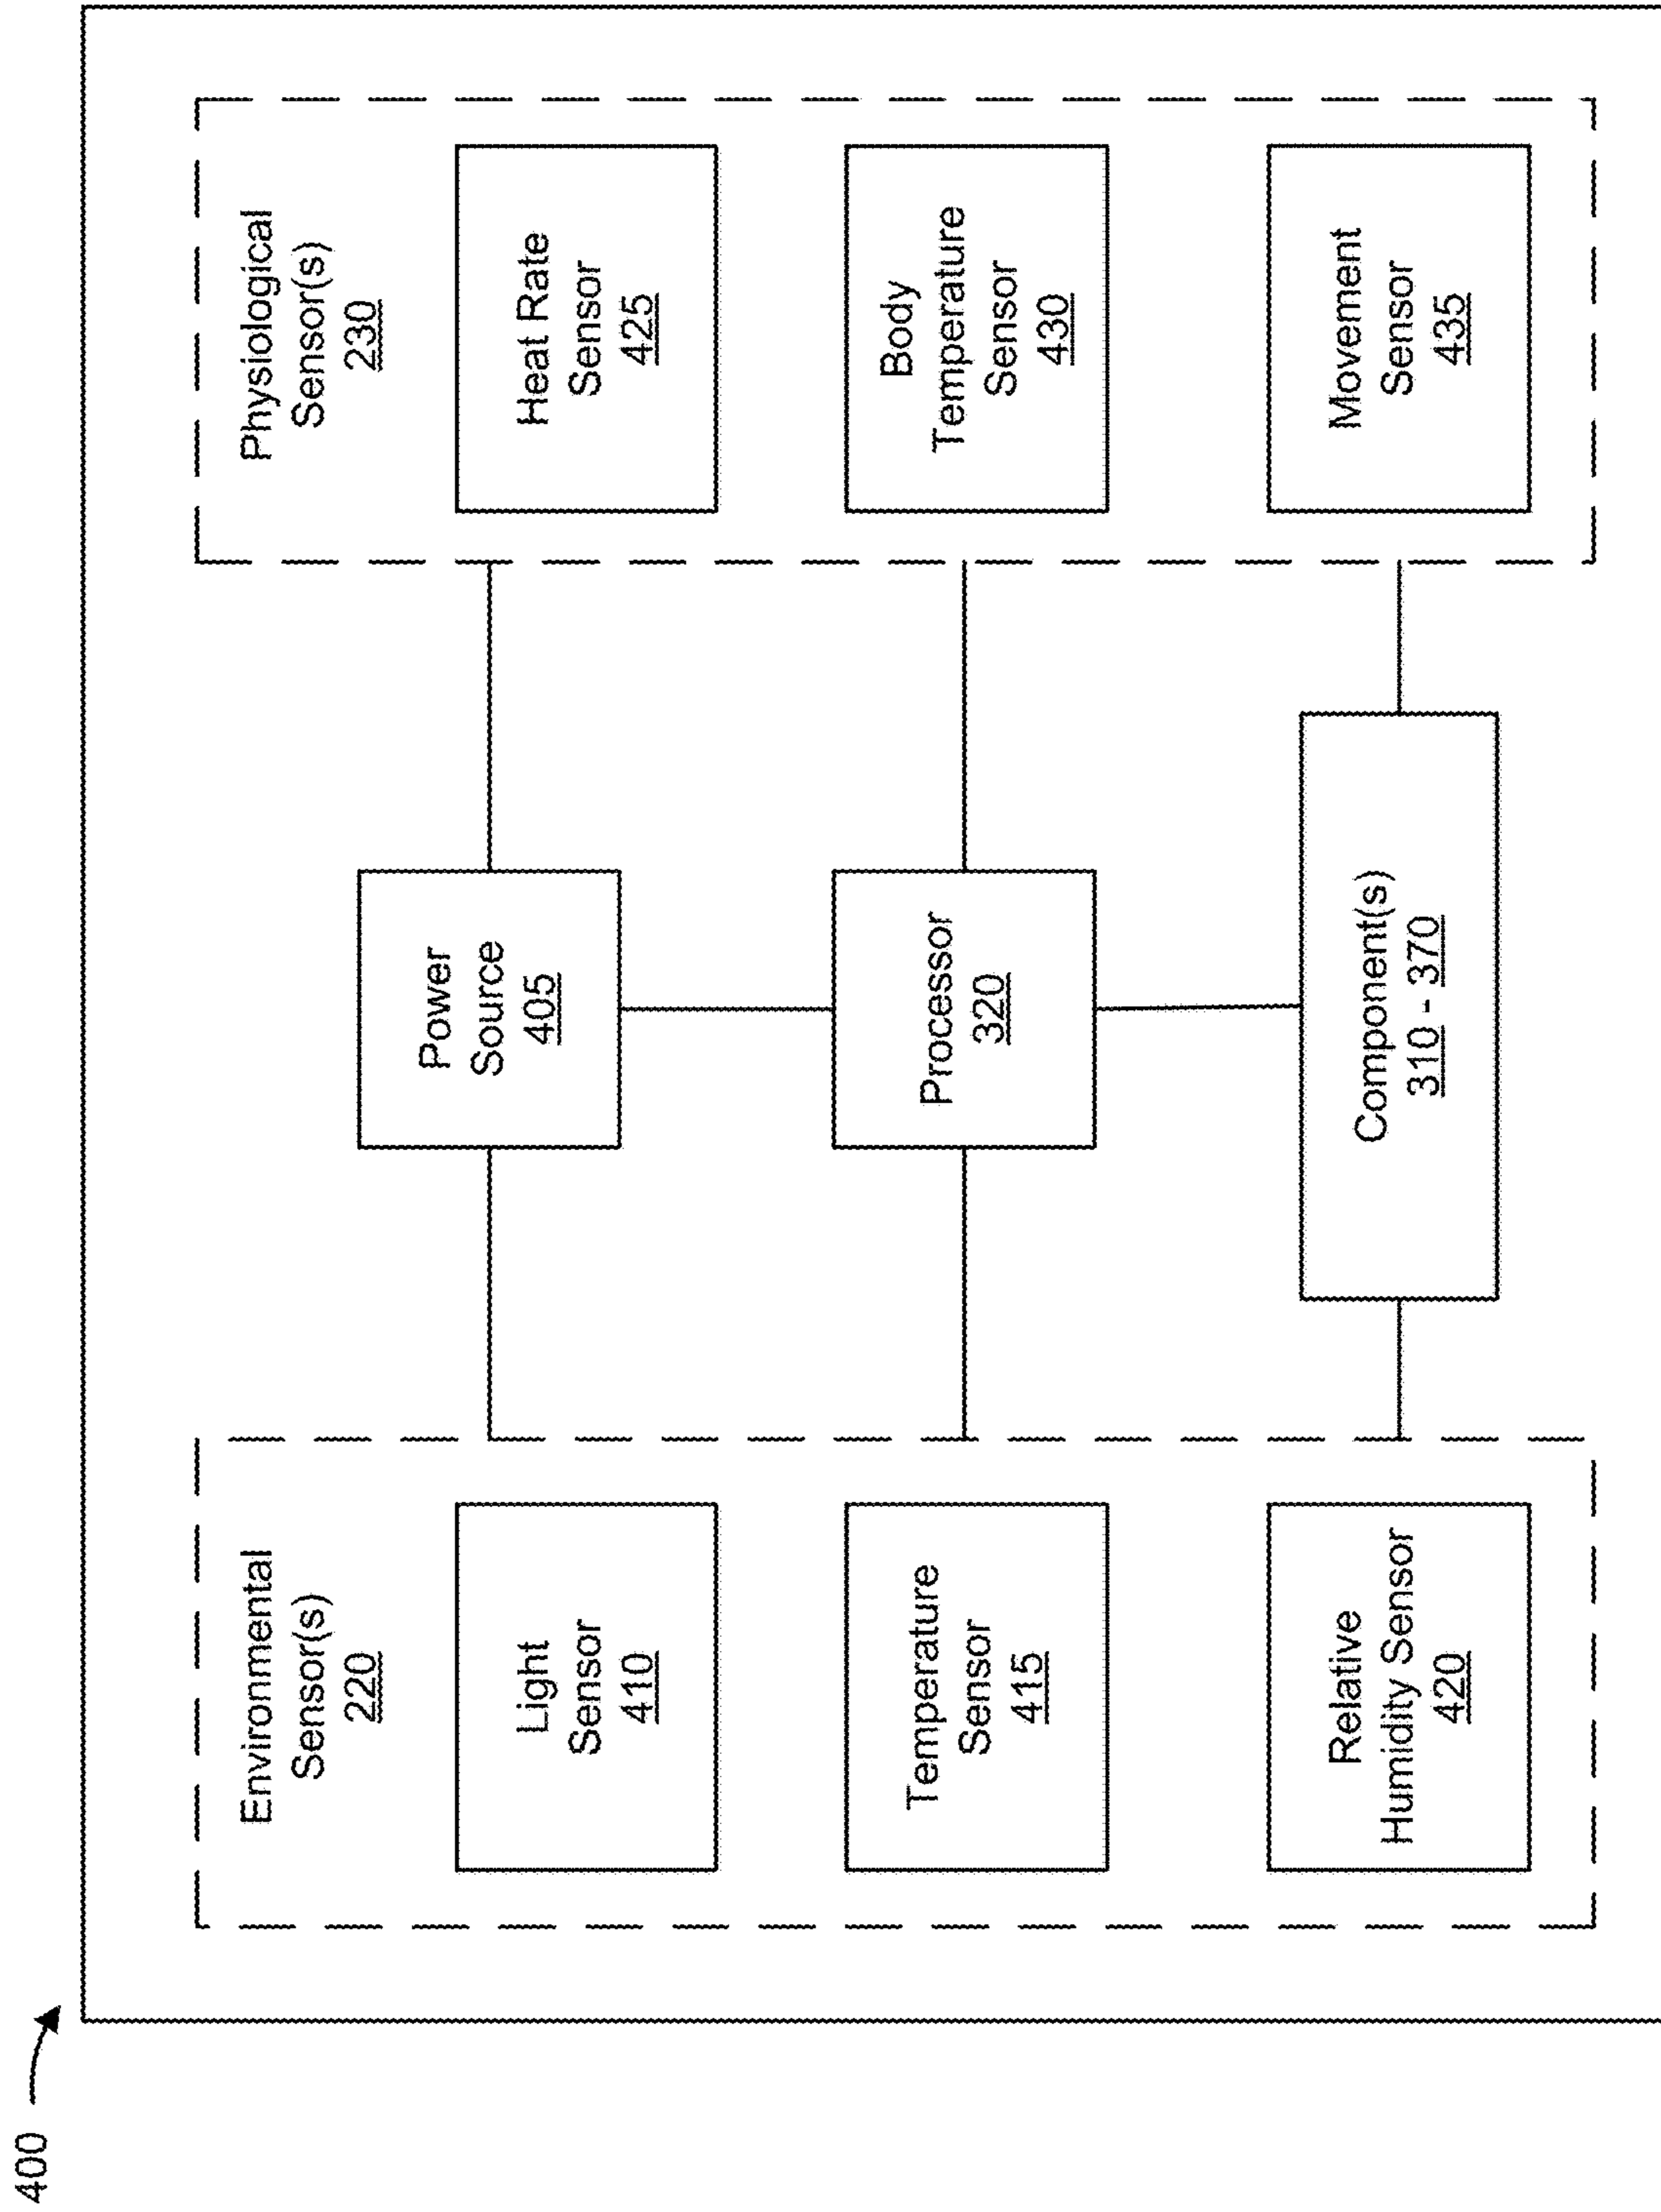 400
Environmental
Sensor(s)
220
Light
Sensor
410
Temperature
Sensor
415
Relative
Humidity Sensor
420
Power
Source
405
Processor
320
Component(s)
310 - 370
Physiological
Sensor(s)
230
Heat Rate
Sensor
425
Body
Temperature
Sensor
430
Movement
Sensor
435